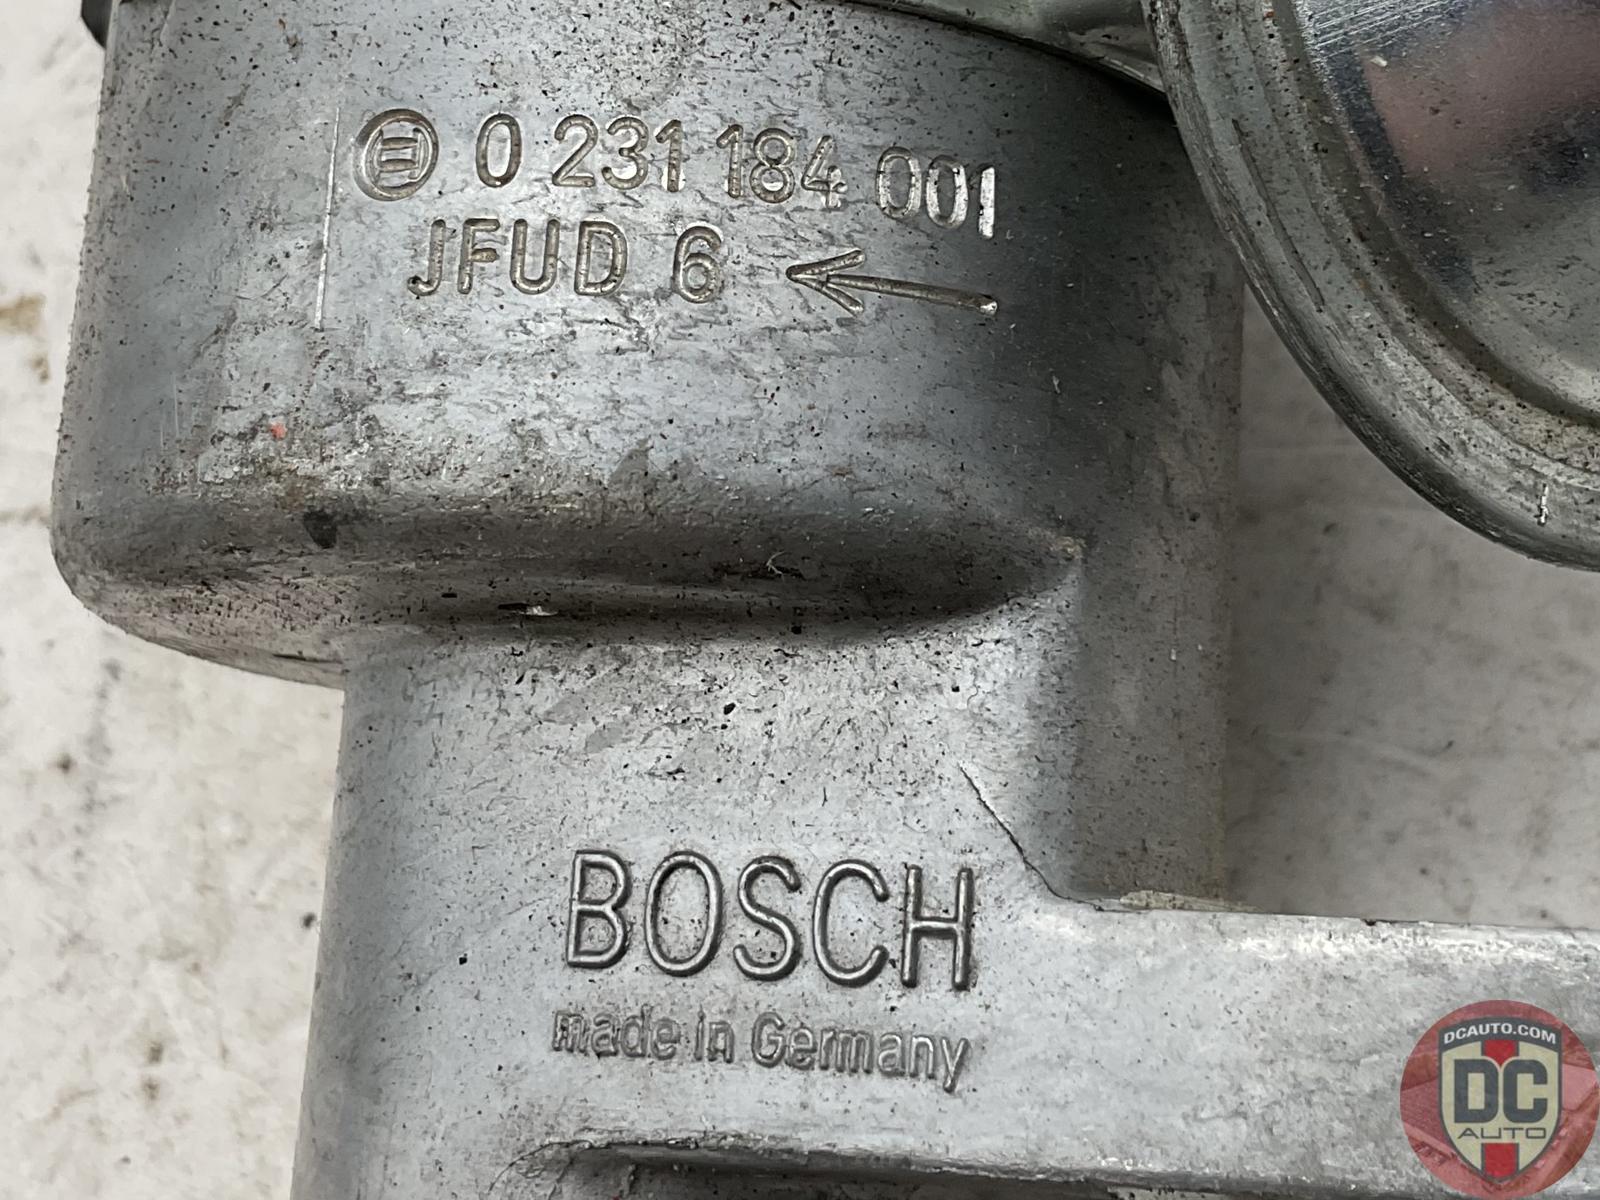 0 231 184 001
JFUD 6
BOSCH
made in Germany
DCAUTO.COM
DC
AUTO